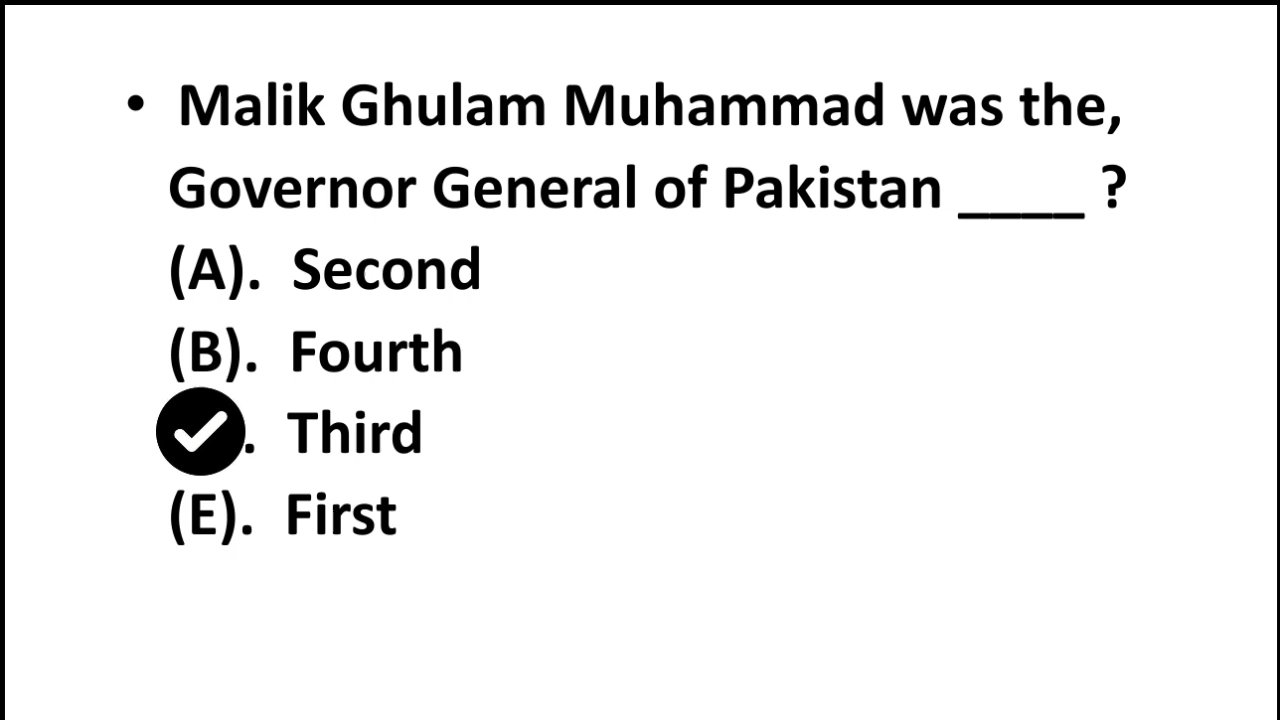 • Malik Ghulam Muhammad was the,
Governor General of Pakistan ____ ?
(A). Second
(B). Fourth
. Third
(E). First